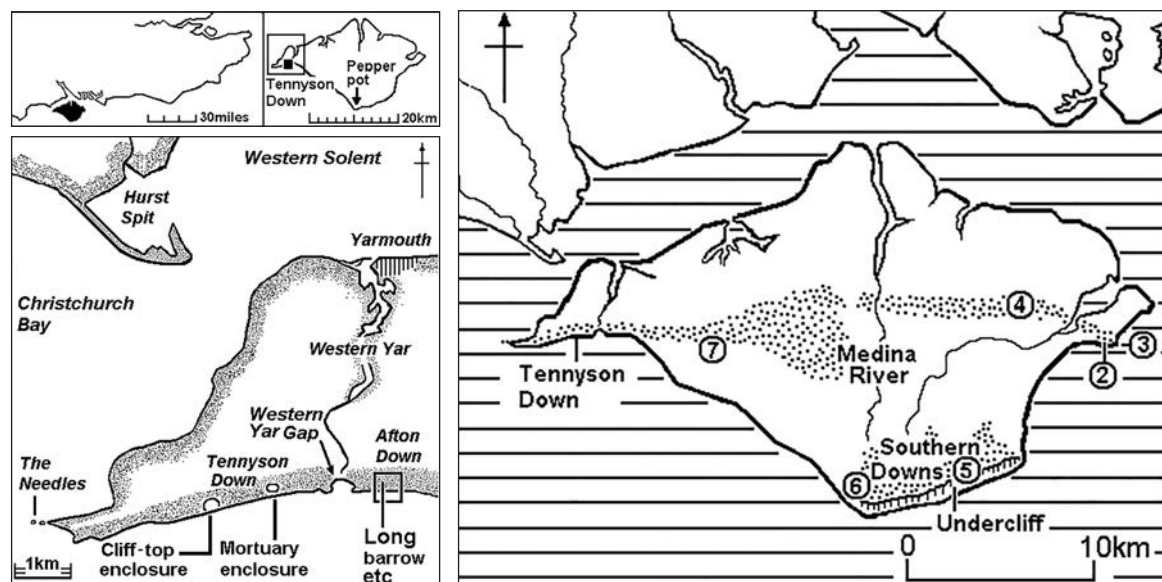 30miles
Pepper
pot
Tennyson
Down
20km
Western Solent
Hurst
Spit
Yarmouth
Christchurch
Bay
Western Yar
Western
Yar Gap
Afton
Down
Tennyson
Down
The
Needles
1km
Cliff-top
enclosure
Mortuary
enclosure
Long
barrow
etc
4
3
7
Medina
River
2
Tennyson
Down
Southern
Downs
5
6
Undercliff
0 10km